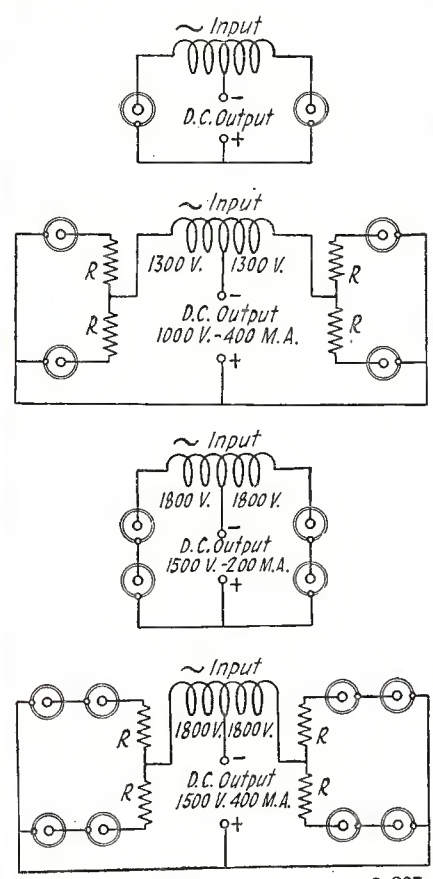 ~ Input
-
D.C. Output
+
~ Input
1300 V. 1300 V.
R R
-
D.C. Output
R R
1000 V.-400 M.A.
+
~ Input
1800 V. 1800 V.
-
D.C. Output
1500 V.-200 M.A.
+
~ Input
1800 V. 1800 V.
R R
-
D.C. Output
R R
1500 V. 400 M.A.
+